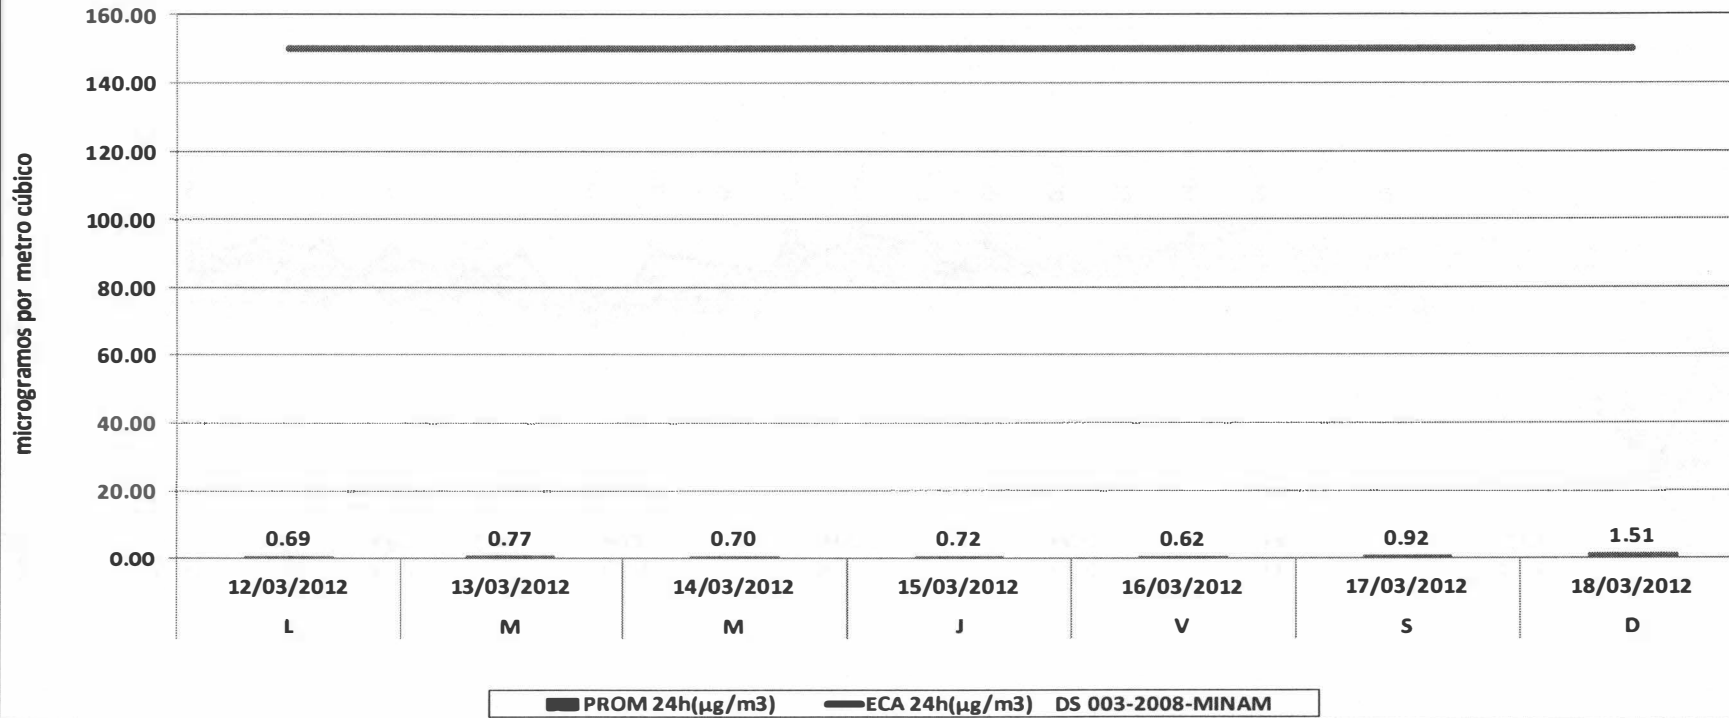 microgramos por metro cúbico
160.00
140.00
120.00
100.00
80.00
60.00
40.00
20.00
0.00
0.69 0.77 0.70 0.72 0.62 0.92 1.51
12/03/2012 13/03/2012 14/03/2012 15/03/2012 16/03/2012 17/03/2012 18/03/2012
L M M J V S D
PROM 24h(µg/m3) ECA 24h(µg/m3) DS 003-2008-MINAM